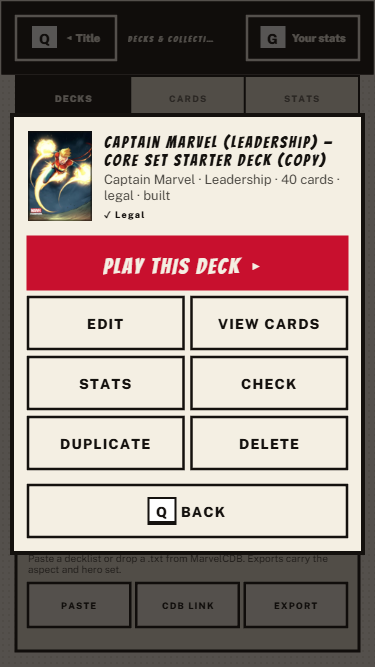 Q ◂ Title
DECKS & COLLECTI…
G Your stats
DECKS
CARDS
STATS
CAPTAIN MARVEL (LEADERSHIP) –
CORE SET STARTER DECK (COPY)
Captain Marvel · Leadership · 40 cards ·
legal · built
✓ Legal
PLAY THIS DECK ▸
EDIT
VIEW CARDS
STATS
CHECK
DUPLICATE
DELETE
Q BACK
Paste a decklist or drop a .txt from MarvelCDB. Exports carry the
aspect and hero set.
PASTE
CDB LINK
EXPORT